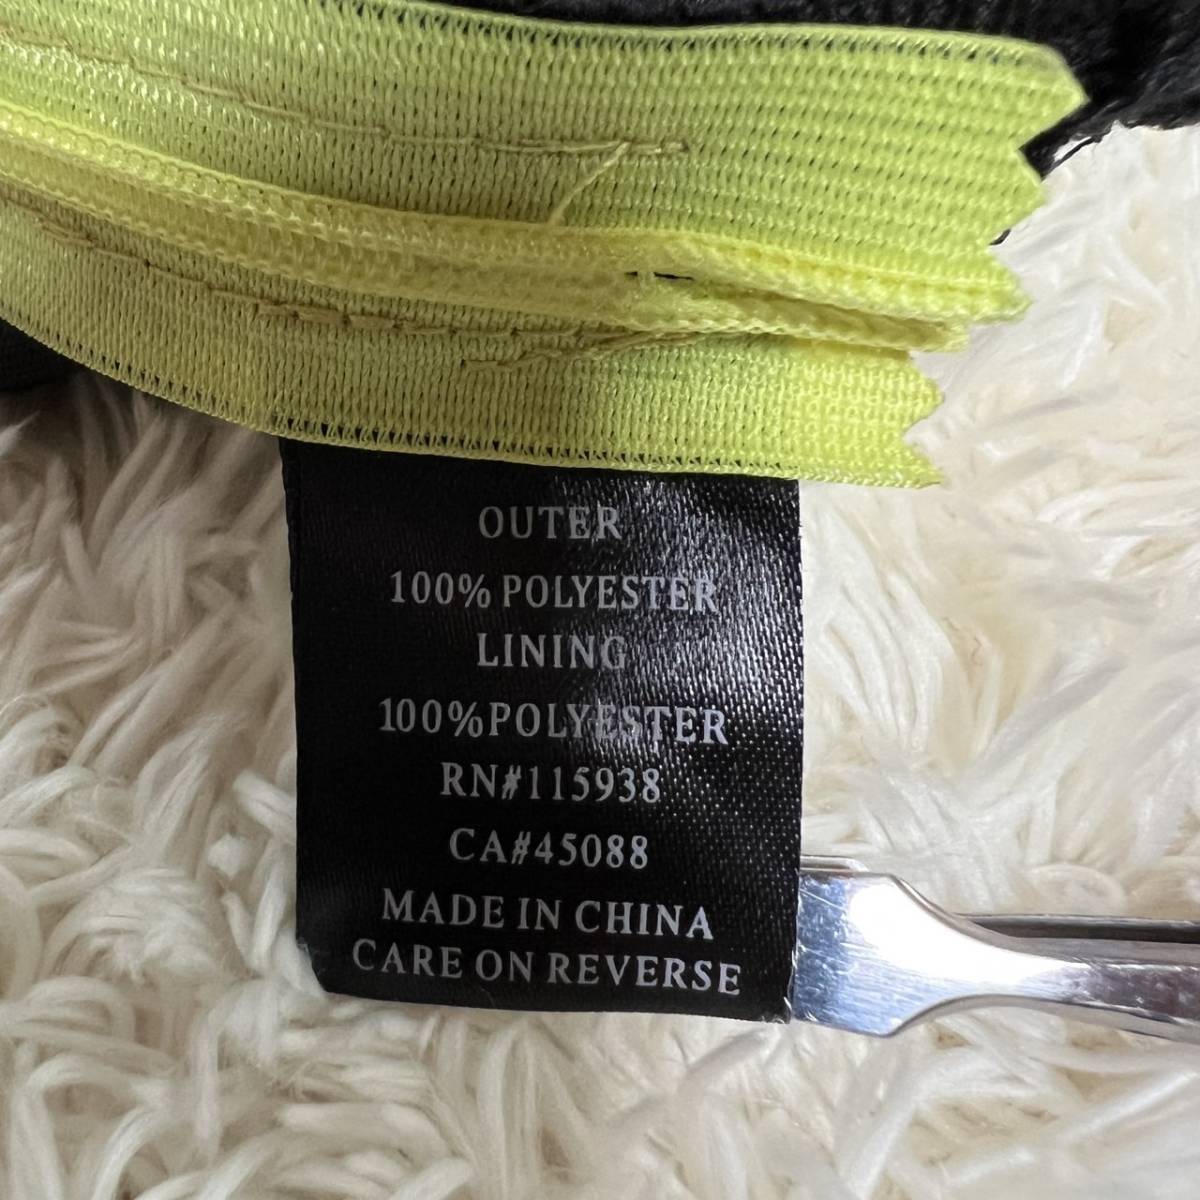 OUTER
100% POLYESTER
LINING
100%POLYESTER
RN#115938
CA#45088
MADE IN CHINA
CARE ON REVERSE